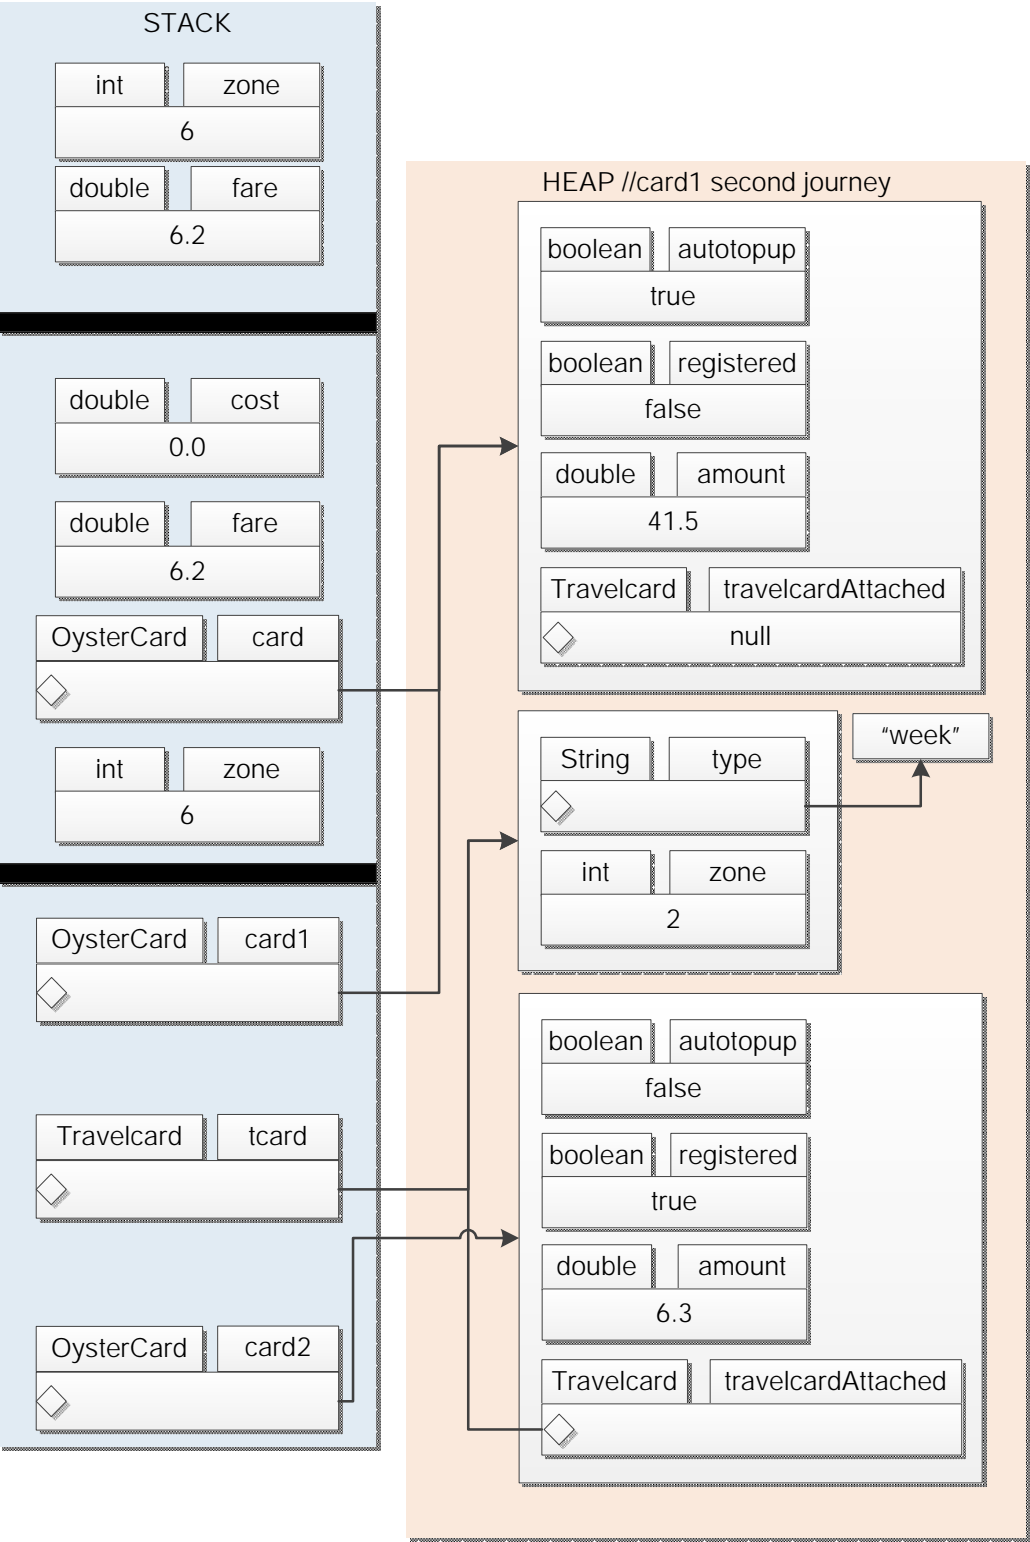 STACK
int zone
6
double fare
6.2
double cost
0.0
double fare
6.2
OysterCard card
int zone
6
OysterCard card1
Travelcard tcard
OysterCard card2
HEAP //card1 second journey
boolean autotopup
true
boolean registered
false
double amount
41.5
Travelcard travelcardAttached
null
String type
“week”
int zone
2
boolean autotopup
false
boolean registered
true
double amount
6.3
Travelcard travelcardAttached